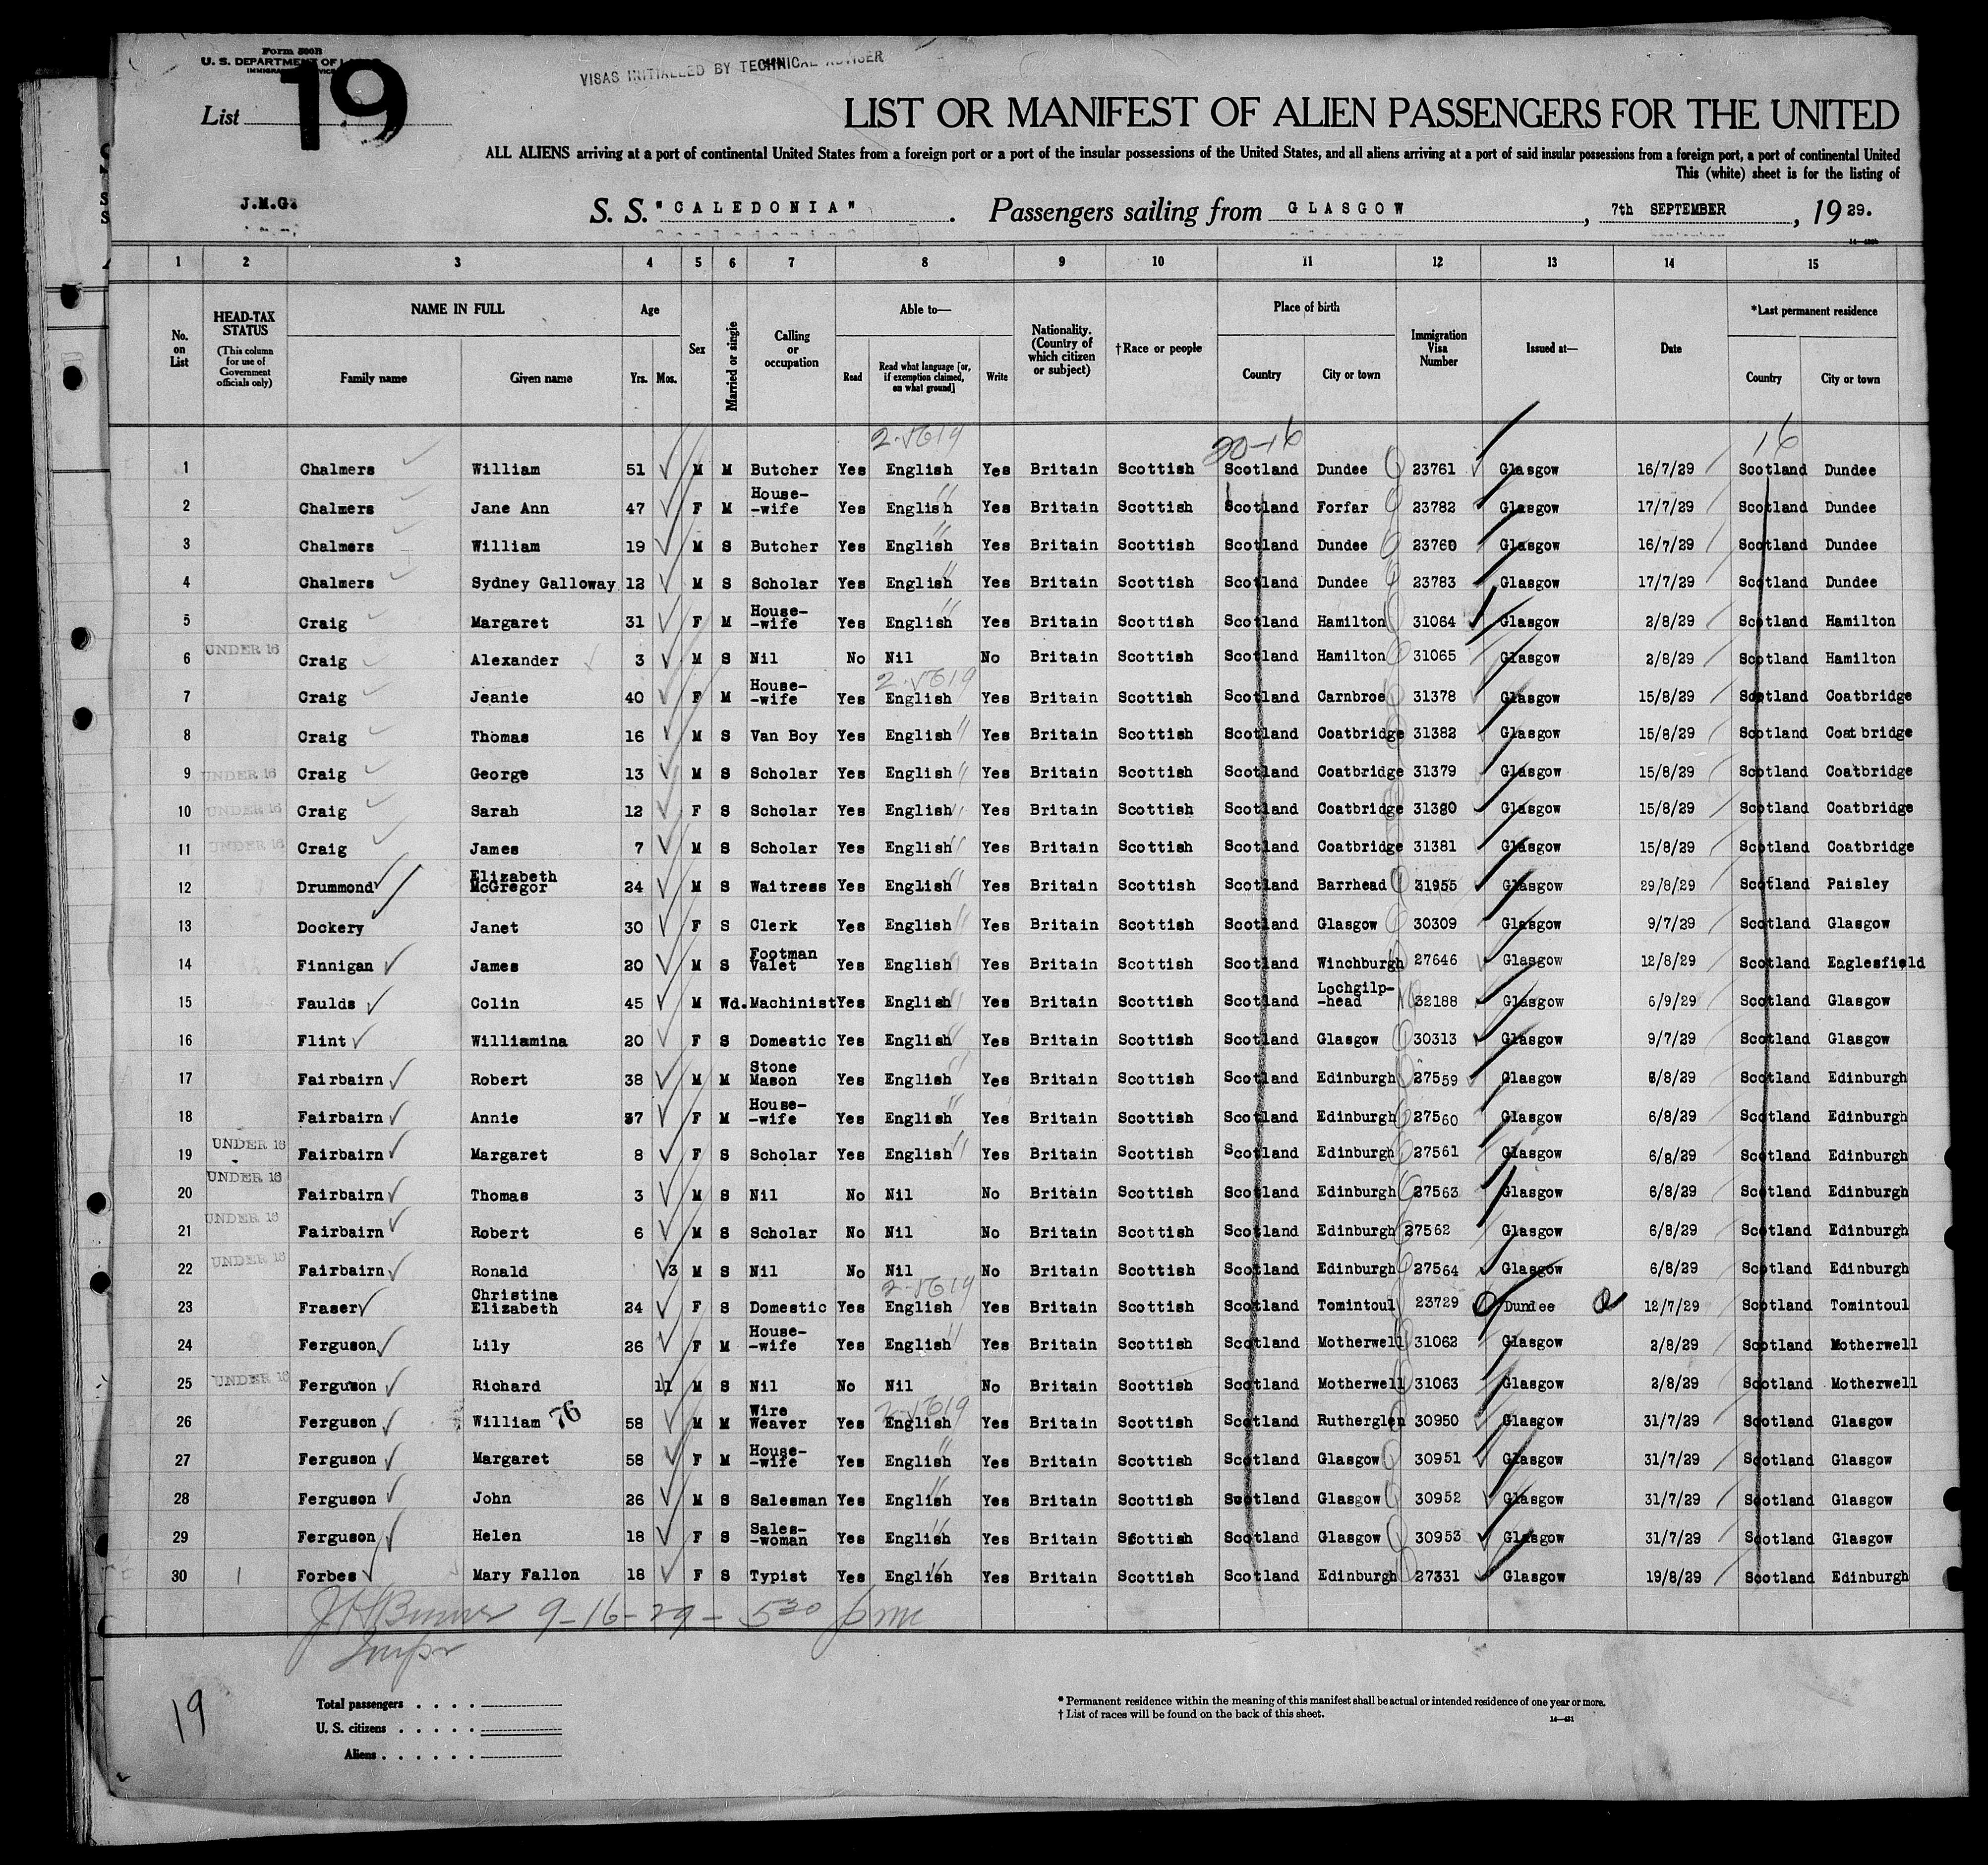 Form 500B
U. S. DEPARTMENT OF
List 19
VISAS INITIALLED BY TECHNICAL ADVISER
LIST OR MANIFEST OF ALIEN PASSENGERS FOR THE UNITED
ALL ALIENS arriving at a port of continental United States from a foreign port or a port of the insular possessions of the United States, and all aliens arriving at a port of said insular possessions from a foreign port, a port of continental United
This (white) sheet is for the listing of
J.M.G.
S. S. "CALEDONIA". Passengers sailing from GLASGOW, 7th SEPTEMBER, 1929.
1 2 3 4 5 6 7 8 9 10 11 12 13 14 15
No. on List
HEAD-TAX STATUS (This column for use of Government officials only)
NAME IN FULL Family name Given name
Age Yrs. Mos.
Sex
Married or single
Calling or occupation
Able to— Read Read what language [or, if exemption claimed, on what ground] Write
Nationality. (Country of which citizen or subject)
†Race or people
Place of birth Country City or town
Immigration Visa Number
Issued at—
Date
*Last permanent residence Country City or town
20-16 16
1 Chalmers William 51 M M Butcher Yes English Yes Britain Scottish Scotland Dundee 23761 Glasgow 16/7/29 Scotland Dundee
2 Chalmers Jane Ann 47 F M House--wife Yes English Yes Britain Scottish Scotland Forfar 23782 Glasgow 17/7/29 Scotland Dundee
3 Chalmers William 19 M S Butcher Yes English Yes Britain Scottish Scotland Dundee 23760 Glasgow 16/7/29 Scotland Dundee
4 Chalmers Sydney Galloway 12 M S Scholar Yes English Yes Britain Scottish Scotland Dundee 23783 Glasgow 17/7/29 Scotland Dundee
5 Craig Margaret 31 F M House--wife Yes English Yes Britain Scottish Scotland Hamilton 31064 Glasgow 2/8/29 Scotland Hamilton
6 UNDER 16 Craig Alexander 3 M S Nil No Nil No Britain Scottish Scotland Hamilton 31065 Glasgow 2/8/29 Scotland Hamilton
7 Craig Jeanie 40 F M House--wife Yes English Yes Britain Scottish Scotland Carnbroe 31378 Glasgow 15/8/29 Scotland Coatbridge
8 Craig Thomas 16 M S Van Boy Yes English Yes Britain Scottish Scotland Coatbridge 31382 Glasgow 15/8/29 Scotland Coatbridge
9 UNDER 16 Craig George 13 M S Scholar Yes English Yes Britain Scottish Scotland Coatbridge 31379 Glasgow 15/8/29 Scotland Coatbridge
10 UNDER 16 Craig Sarah 12 F S Scholar Yes English Yes Britain Scottish Scotland Coatbridge 31380 Glasgow 15/8/29 Scotland Coatbridge
11 UNDER 16 Craig James 7 M S Scholar Yes English Yes Britain Scottish Scotland Coatbridge 31381 Glasgow 15/8/29 Scotland Coatbridge
12 Drummond Elizabeth McGregor 24 M S Waitress Yes English Yes Britain Scottish Scotland Barrhead 31955 Glasgow 29/8/29 Scotland Paisley
13 Dockery Janet 30 F S Clerk Yes English Yes Britain Scottish Scotland Glasgow 30309 Glasgow 9/7/29 Scotland Glasgow
14 Finnigan James 20 M S Footman Valet Yes English Yes Britain Scottish Scotland Winchburgh 27646 Glasgow 12/8/29 Scotland Eaglesfield
15 Faulds Colin 45 M Wd. Machinist Yes English Yes Britain Scottish Scotland Lochgilp--head 32188 Glasgow 6/9/29 Scotland Glasgow
16 Flint Williamina 20 F S Domestic Yes English Yes Britain Scottish Scotland Glasgow 30313 Glasgow 9/7/29 Scotland Glasgow
17 Fairbairn Robert 38 M M Stone Mason Yes English Yes Britain Scottish Scotland Edinburgh 27559 Glasgow 6/8/29 Scotland Edinburgh
18 Fairbairn Annie 37 F M House--wife Yes English Yes Britain Scottish Scotland Edinburgh 27560 Glasgow 6/8/29 Scotland Edinburgh
19 UNDER 16 Fairbairn Margaret 8 F S Scholar Yes English Yes Britain Scottish Scotland Edinburgh 27561 Glasgow 6/8/29 Scotland Edinburgh
20 UNDER 16 Fairbairn Thomas 3 M S Nil No Nil No Britain Scottish Scotland Edinburgh 27563 Glasgow 6/8/29 Scotland Edinburgh
21 UNDER 16 Fairbairn Robert 6 M S Scholar No Nil No Britain Scottish Scotland Edinburgh 27562 Glasgow 6/8/29 Scotland Edinburgh
22 UNDER 16 Fairbairn Ronald 3 M S Nil No Nil No Britain Scottish Scotland Edinburgh 27564 Glasgow 6/8/29 Scotland Edinburgh
23 Fraser Christina Elizabeth 24 F S Domestic Yes English Yes Britain Scottish Scotland Tomintoul 23729 Dundee 12/7/29 Scotland Tomintoul
24 Ferguson Lily 26 F M House--wife Yes English Yes Britain Scottish Scotland Motherwell 31062 Glasgow 2/8/29 Scotland Motherwell
25 UNDER 16 Ferguson Richard 11 M S Nil No Nil No Britain Scottish Scotland Motherwell 31063 Glasgow 2/8/29 Scotland Motherwell
26 Ferguson William 76 58 M M Wire Weaver Yes English Yes Britain Scottish Scotland Rutherglen 30950 Glasgow 31/7/29 Scotland Glasgow
27 Ferguson Margaret 58 F M House--wife Yes English Yes Britain Scottish Scotland Glasgow 30951 Glasgow 31/7/29 Scotland Glasgow
28 Ferguson John 26 M S Salesman Yes English Yes Britain Scottish Scotland Glasgow 30952 Glasgow 31/7/29 Scotland Glasgow
29 Ferguson Helen 18 F S Sales--woman Yes English Yes Britain Scottish Scotland Glasgow 30953 Glasgow 31/7/29 Scotland Glasgow
30 1 Forbes Mary Fallon 18 F S Typist Yes English Yes Britain Scottish Scotland Edinburgh 27331 Glasgow 19/8/29 Scotland Edinburgh
9-16-29- 530
19
Total passengers . . . .
U. S. citizens . . . . .
Aliens . . . . . .
* Permanent residence within the meaning of this manifest shall be actual or intended residence of one year or more.
† List of races will be found on the back of this sheet.